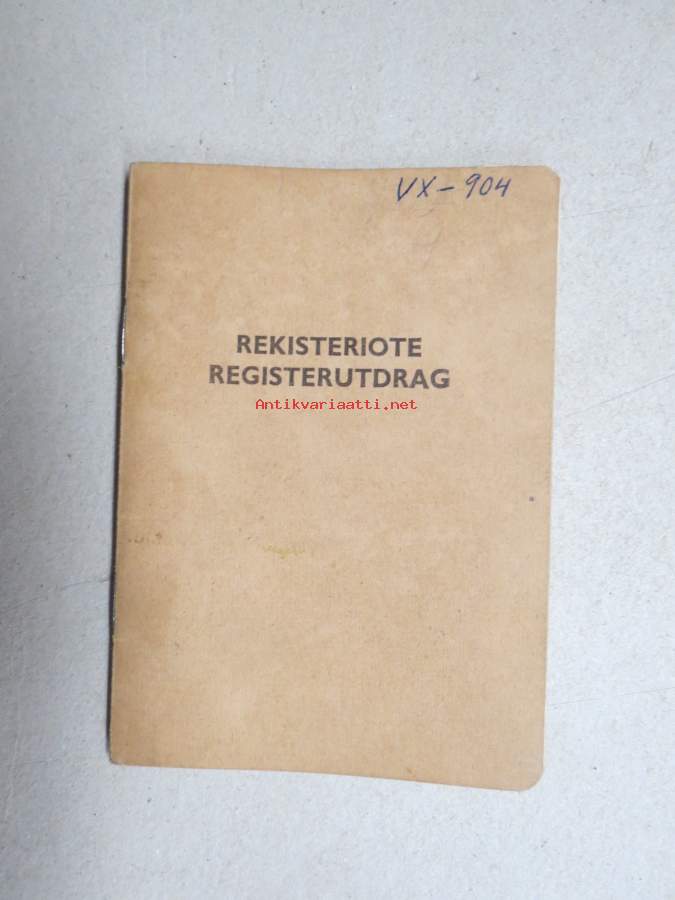 VX-904
REKISTERIOTE
REGISTERUTDRAG
Antikvariaatti.net